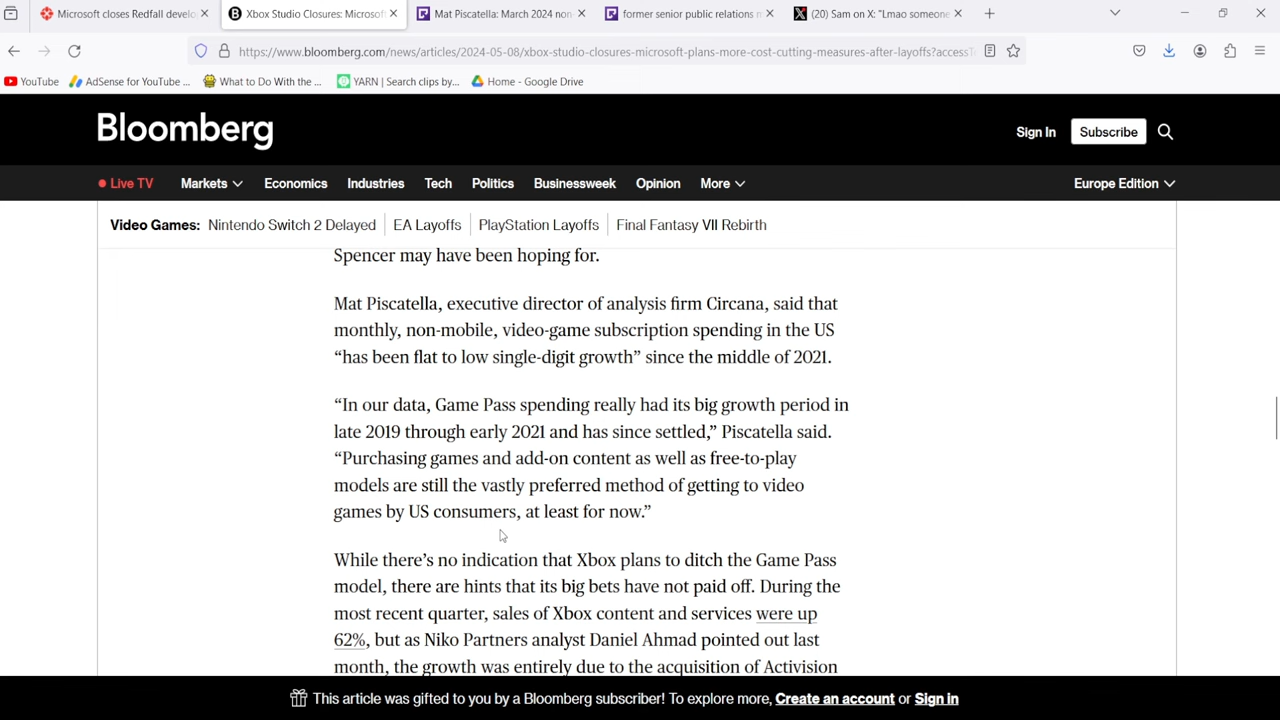 Microsoft closes Redfall develo
Xbox Studio Closures: Microsoft
Mat Piscatella: March 2024 non
former senior public relations m
(20) Sam on X: "Lmao someone
https://www.bloomberg.com/news/articles/2024-05-08/xbox-studio-closures-microsoft-plans-more-cost-cutting-measures-after-layoffs?accessT
YouTube
AdSense for YouTube ...
What to Do With the ...
YARN | Search clips by...
Home - Google Drive
Bloomberg
Sign In
Subscribe
Live TV
Markets
Economics
Industries
Tech
Politics
Businessweek
Opinion
More
Europe Edition
Video Games: Nintendo Switch 2 Delayed
EA Layoffs
PlayStation Layoffs
Final Fantasy VII Rebirth
Spencer may have been hoping for.
Mat Piscatella, executive director of analysis firm Circana, said that
monthly, non-mobile, video-game subscription spending in the US
“has been flat to low single-digit growth” since the middle of 2021.
“In our data, Game Pass spending really had its big growth period in
late 2019 through early 2021 and has since settled,” Piscatella said.
“Purchasing games and add-on content as well as free-to-play
models are still the vastly preferred method of getting to video
games by US consumers, at least for now.”
While there’s no indication that Xbox plans to ditch the Game Pass
model, there are hints that its big bets have not paid off. During the
most recent quarter, sales of Xbox content and services were up
62%, but as Niko Partners analyst Daniel Ahmad pointed out last
month, the growth was entirely due to the acquisition of Activision
This article was gifted to you by a Bloomberg subscriber! To explore more, Create an account or Sign in